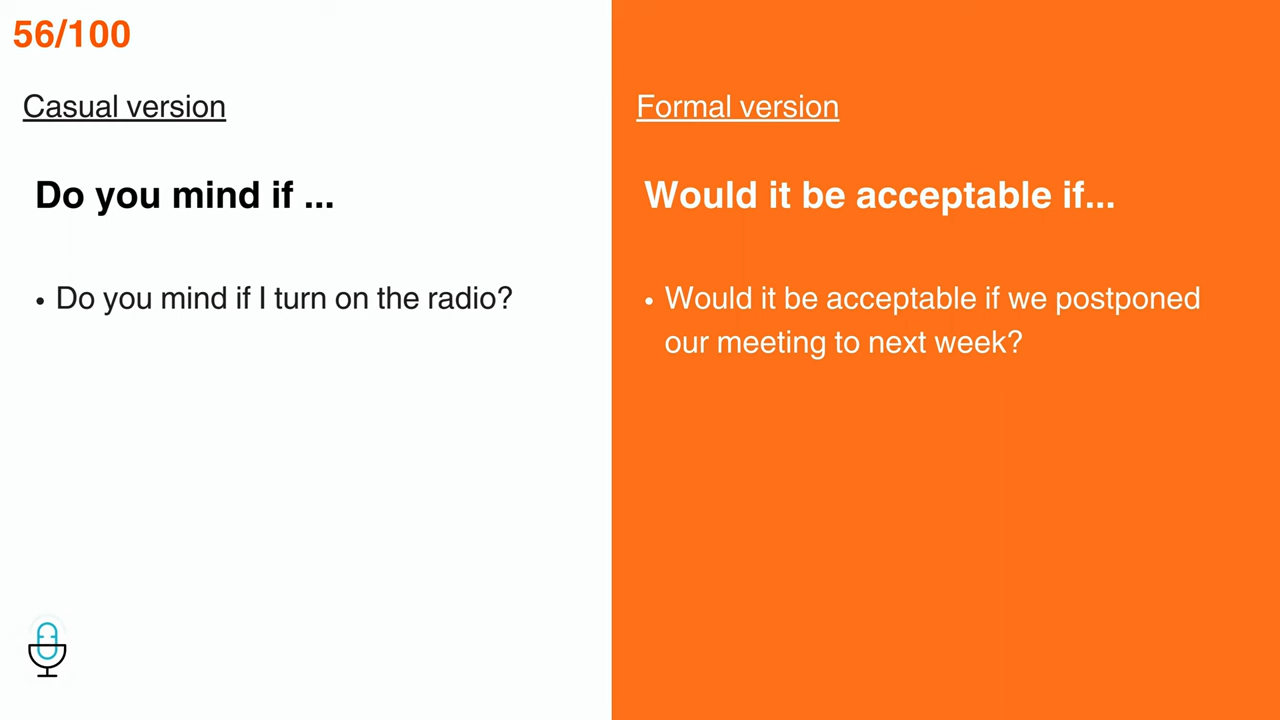 56/100
Casual version
Do you mind if ...
• Do you mind if I turn on the radio?
Formal version
Would it be acceptable if...
• Would it be acceptable if we postponed
our meeting to next week?